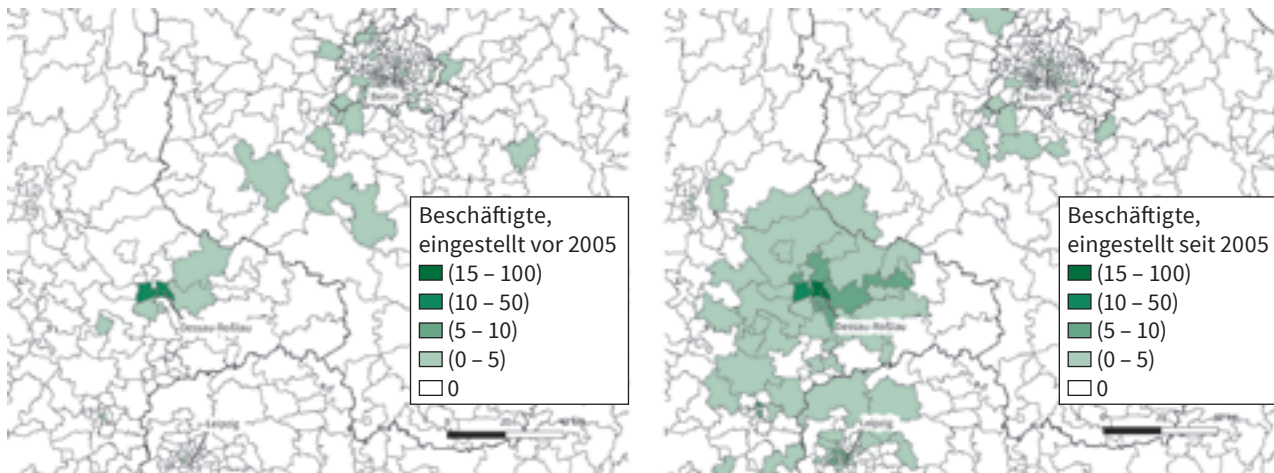 Berlin
Dessau-Roßlau
Leipzig
Beschäftigte,
eingestellt vor 2005
(15 – 100)
(10 – 50)
(5 – 10)
(0 – 5)
0
Dessau-Roßlau
Leipzig
Beschäftigte,
eingestellt seit 2005
(15 – 100)
(10 – 50)
(5 – 10)
(0 – 5)
0